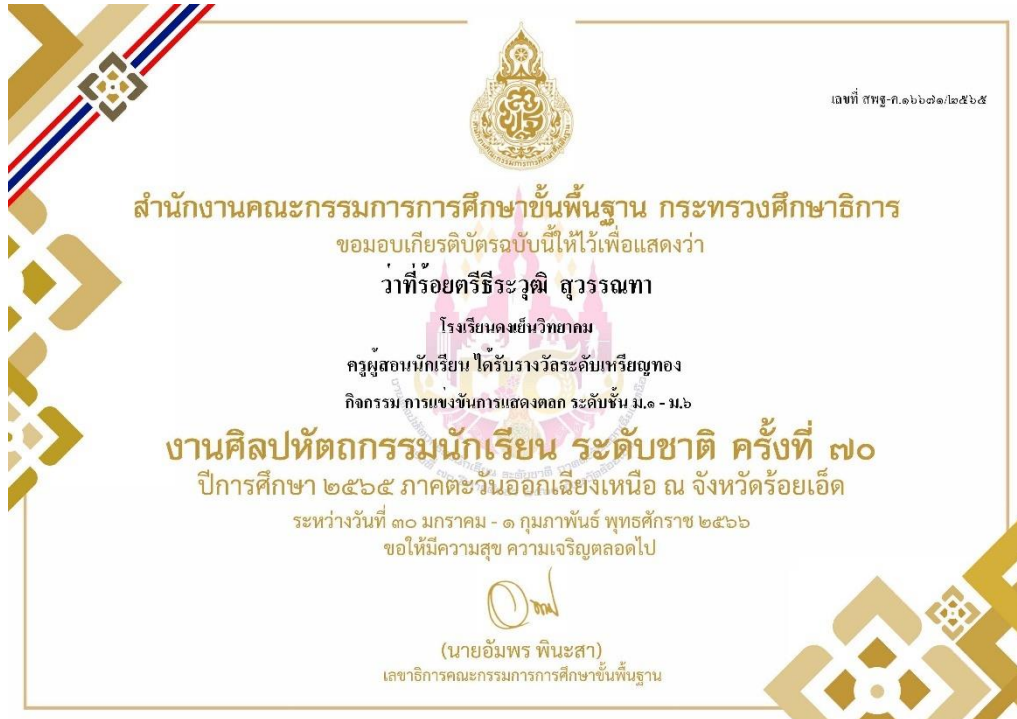 เลขที่ สพฐ-ค.๑๖๖๗๑/๒๕๖๕
สำนักงานคณะกรรมการการศึกษาขั้นพื้นฐาน กระทรวงศึกษาธิการ
ขอมอบเกียรติบัตรฉบับนี้ให้ไว้เพื่อแสดงว่า
ว่าที่ร้อยตรีธีระวุฒิ สุวรรณทา
โรงเรียนดงเย็นวิทยาคม
ครูผู้สอนนักเรียน ได้รับรางวัลระดับเหรียญทอง
กิจกรรม การแข่งขันการแสดงตลก ระดับชั้น ม.๑ - ม.๖
งานศิลปหัตถกรรมนักเรียน ระดับชาติ ครั้งที่ ๗๐
ปีการศึกษา ๒๕๖๕ ภาคตะวันออกเฉียงเหนือ ณ จังหวัดร้อยเอ็ด
ระหว่างวันที่ ๓๐ มกราคม - ๑ กุมภาพันธ์ พุทธศักราช ๒๕๖๖
ขอให้มีความสุข ความเจริญตลอดไป
(นายอัมพร พินะสา)
เลขาธิการคณะกรรมการการศึกษาขั้นพื้นฐาน